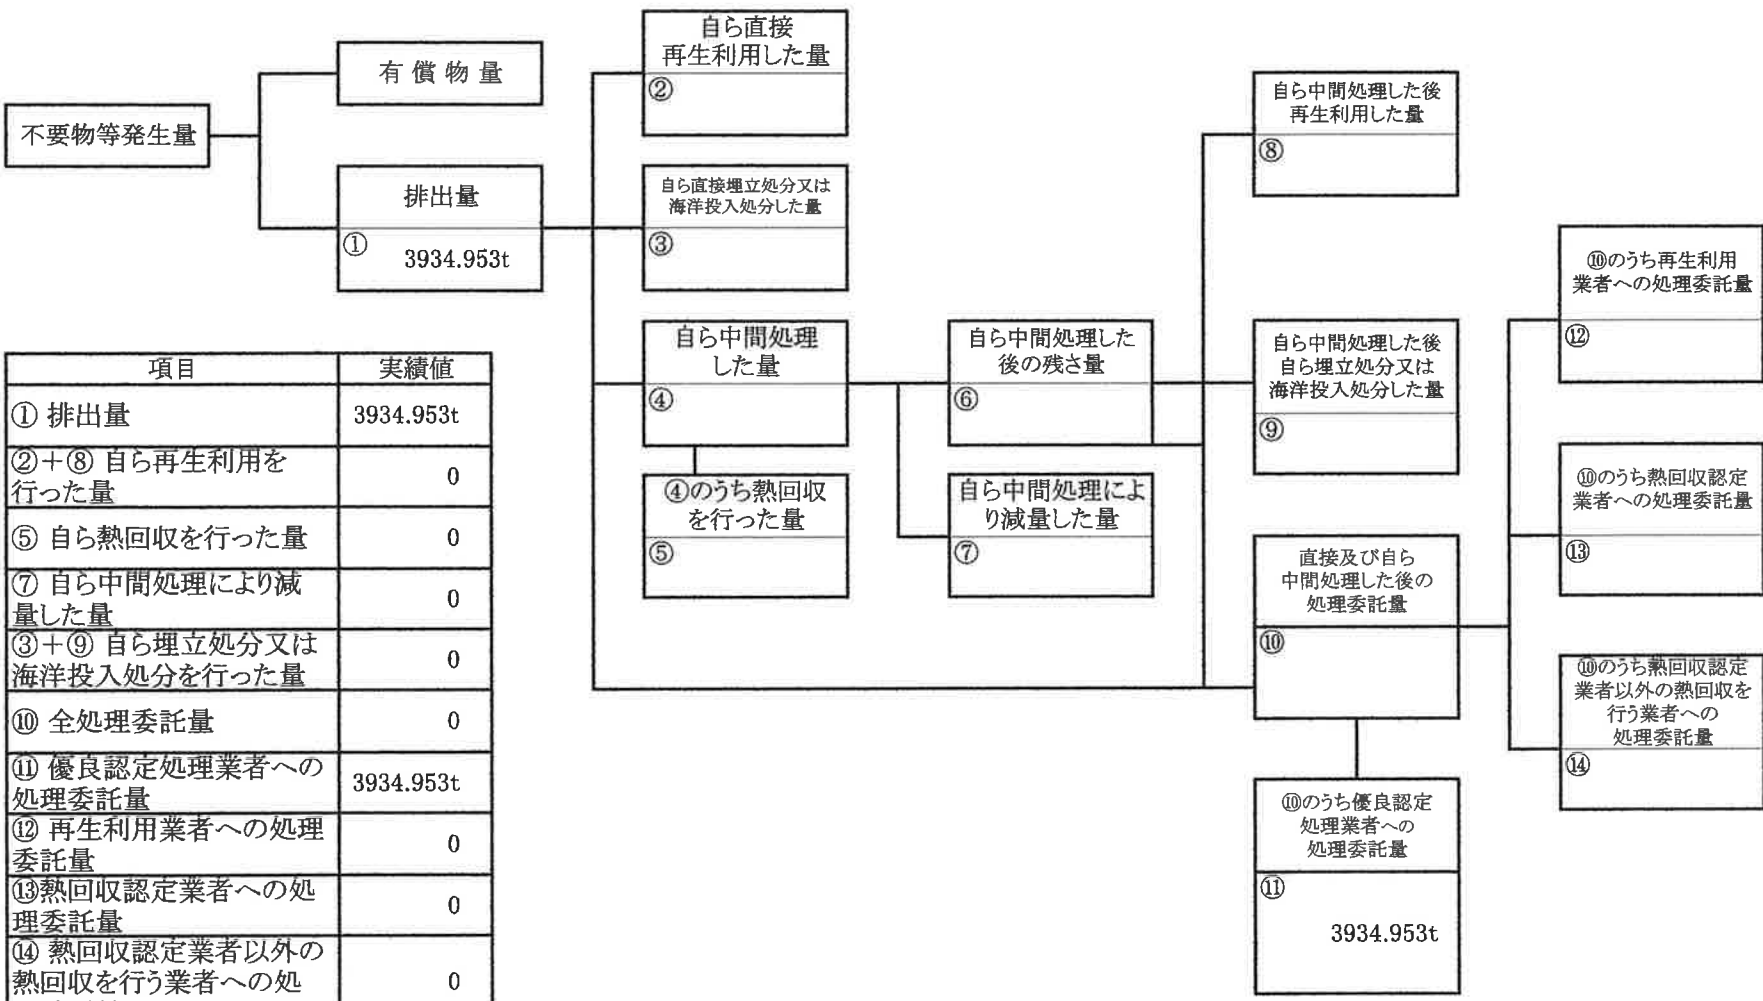 不要物等発生量
有償物量
排出量
①
3934.953t
自ら直接
再生利用した量
②
自ら直接埋立処分又は
海洋投入処分した量
③
自ら中間処理
した量
④
④のうち熱回収
を行った量
⑤
自ら中間処理した
後の残さ量
⑥
自ら中間処理によ
り減量した量
⑦
自ら中間処理した後
再生利用した量
⑧
自ら中間処理した後
自ら埋立処分又は
海洋投入処分した量
⑨
直接及び自ら
中間処理した後の
処理委託量
⑩
⑩のうち優良認定
処理業者への
処理委託量
⑪
3934.953t
⑩のうち再生利用
業者への処理委託量
⑫
⑩のうち熱回収認定
業者への処理委託量
⑬
⑩のうち熱回収認定
業者以外の熱回収を
行う業者への
処理委託量
⑭
項目 実績値
① 排出量 3934.953t
②+⑧ 自ら再生利用を
行った量 0
⑤ 自ら熱回収を行った量 0
⑦ 自ら中間処理により減
量した量 0
③+⑨ 自ら埋立処分又は
海洋投入処分を行った量 0
⑩ 全処理委託量 0
⑪ 優良認定処理業者への
処理委託量 3934.953t
⑫ 再生利用業者への処理
委託量 0
⑬熱回収認定業者への処
理委託量 0
⑭ 熱回収認定業者以外の
熱回収を行う業者への処 0